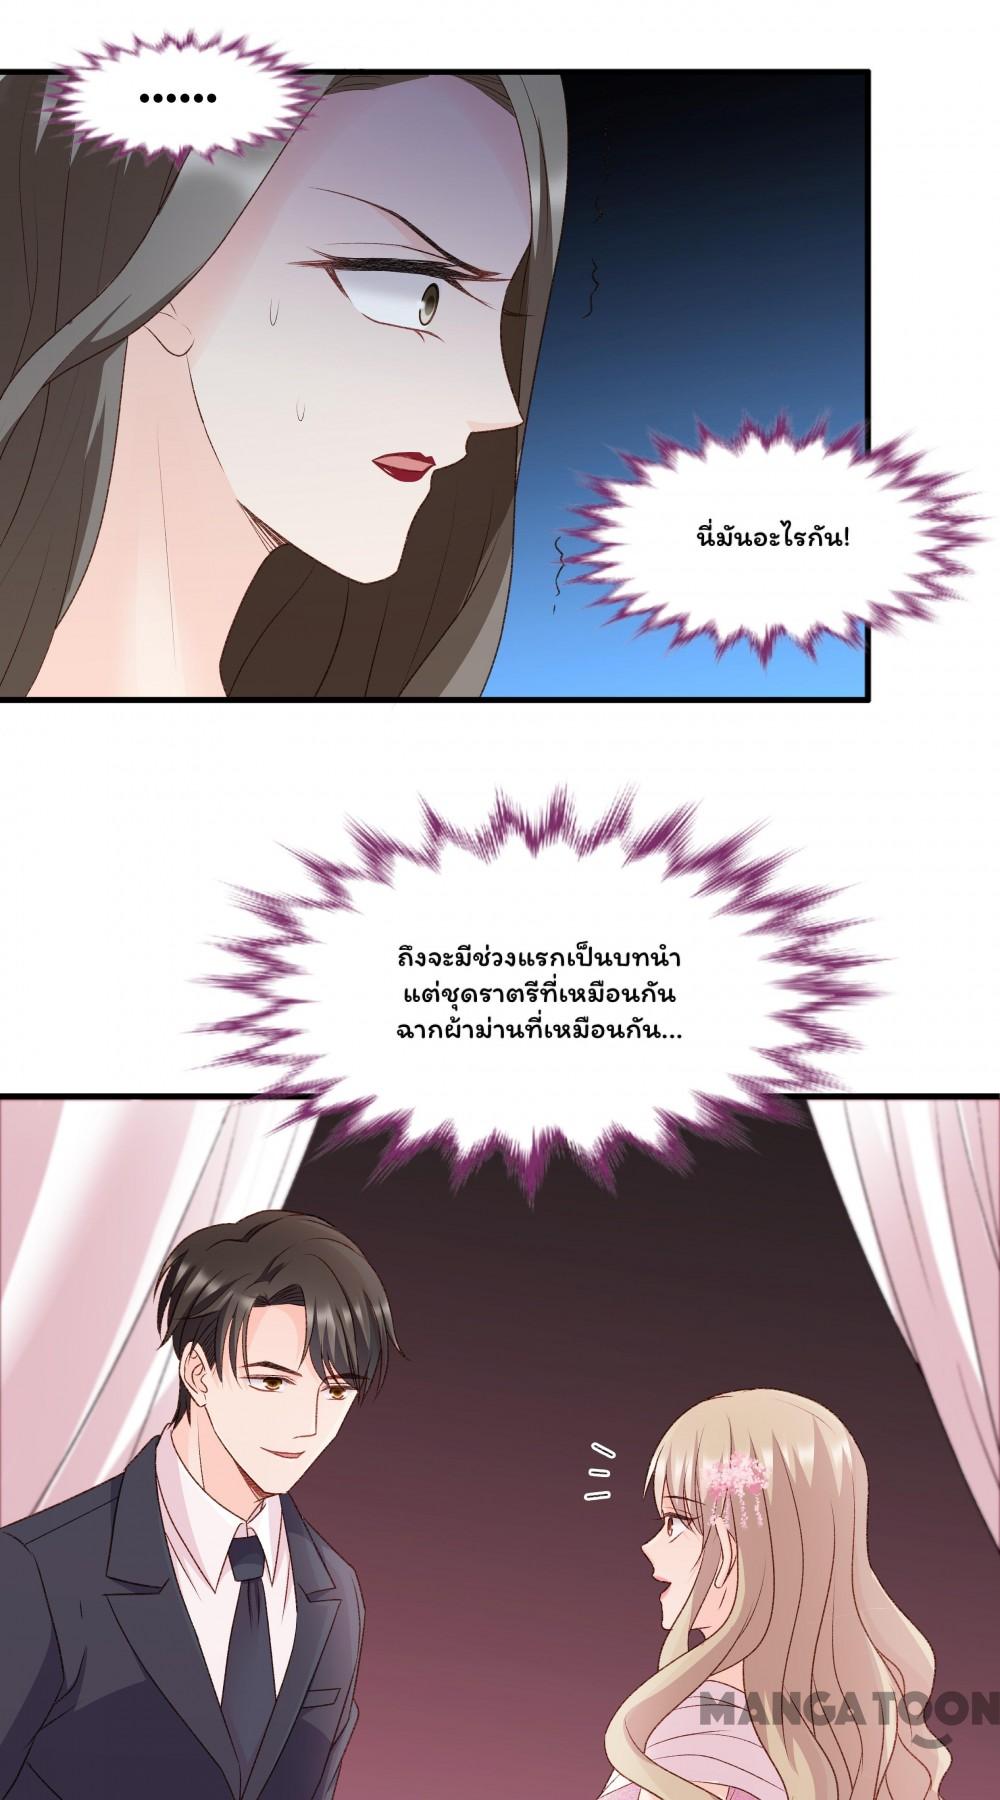 ••••••
นี่มันอะไรกัน!
ถึงจะมีช่วงแรกเป็นบทนำ
แต่ชุดราตรีที่เหมือนกัน
ฉากผ้าม่านที่เหมือนกัน...
MANGATOON